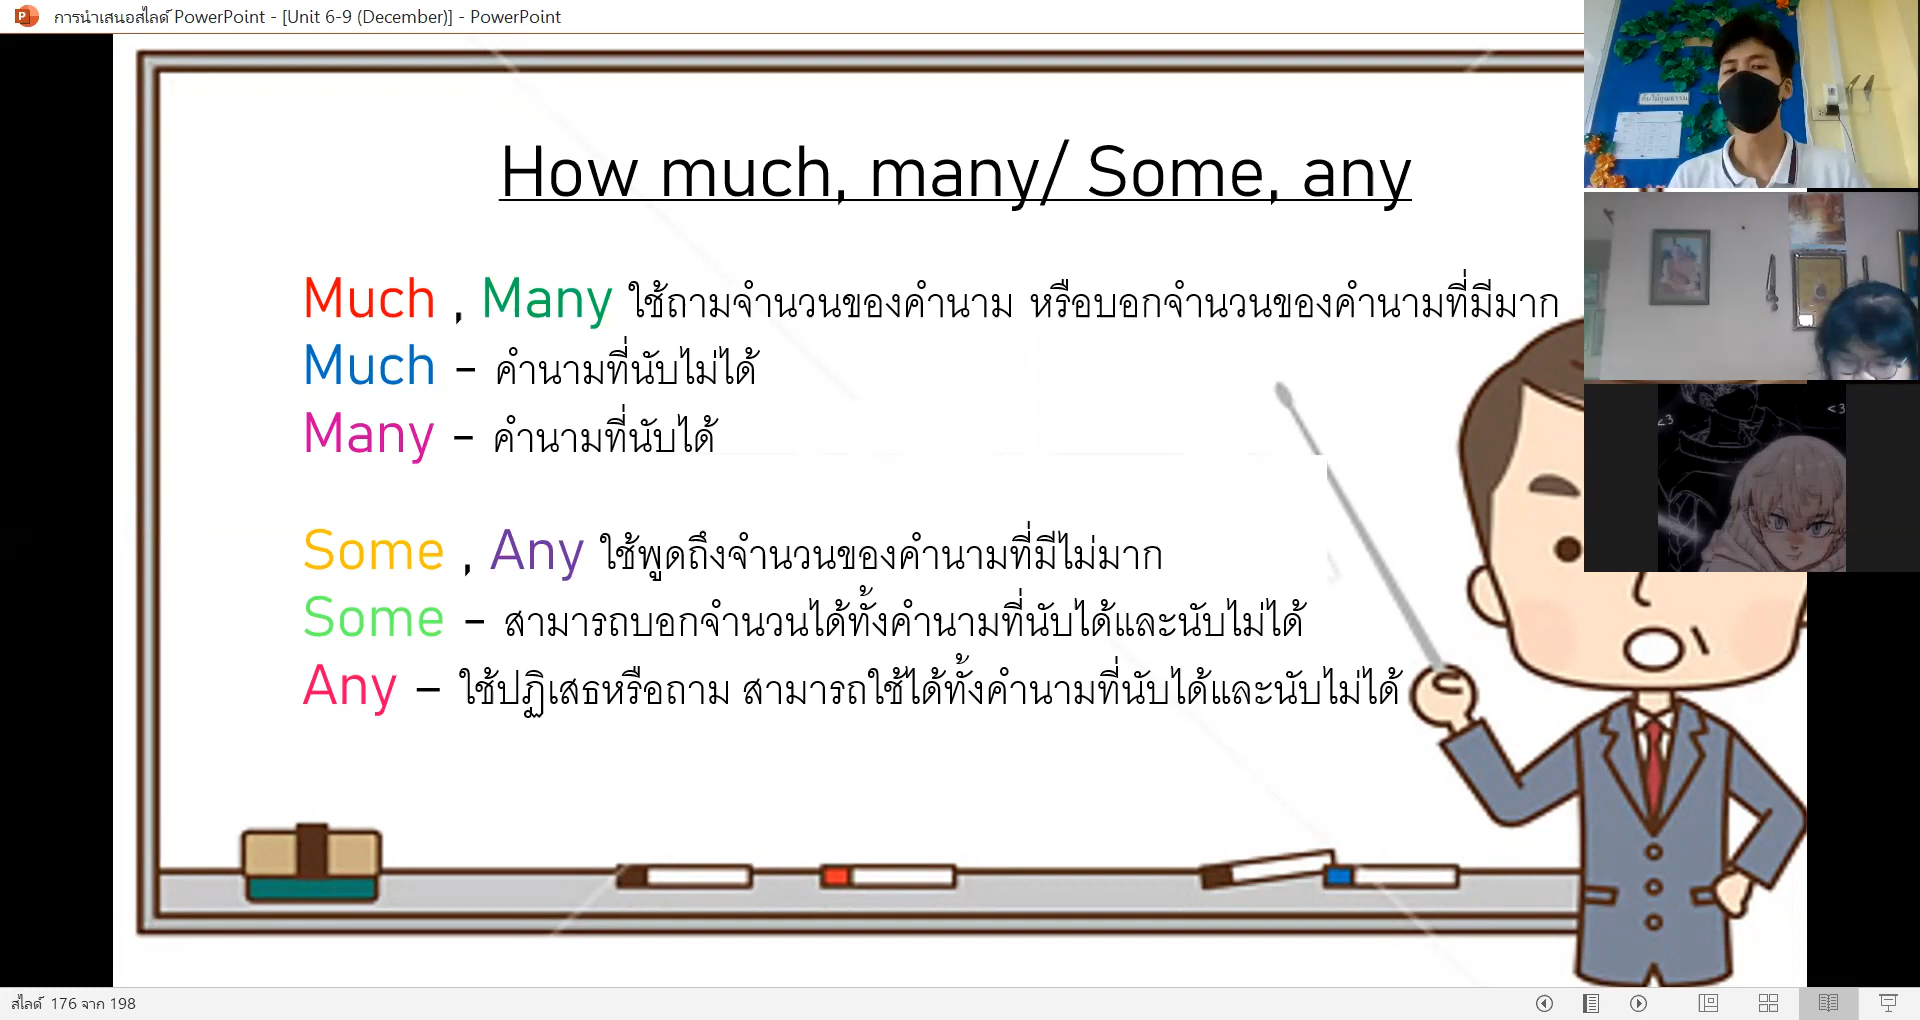 การนำเสนอสไลด์ PowerPoint - [Unit 6-9 (December)] - PowerPoint
How much, many/ Some, any
Much , Many ใช้ถามจำนวนของคำนาม หรือบอกจำนวนของคำนามที่มีมาก
Much – คำนามที่นับไม่ได้
Many – คำนามที่นับได้
Some , Any ใช้พูดถึงจำนวนของคำนามที่มีไม่มาก
Some – สามารถบอกจำนวนได้ทั้งคำนามที่นับได้และนับไม่ได้
Any – ใช้ปฏิเสธหรือถาม สามารถใช้ได้ทั้งคำนามที่นับได้และนับไม่ได้
<3
สไลด์ 176 จาก 198